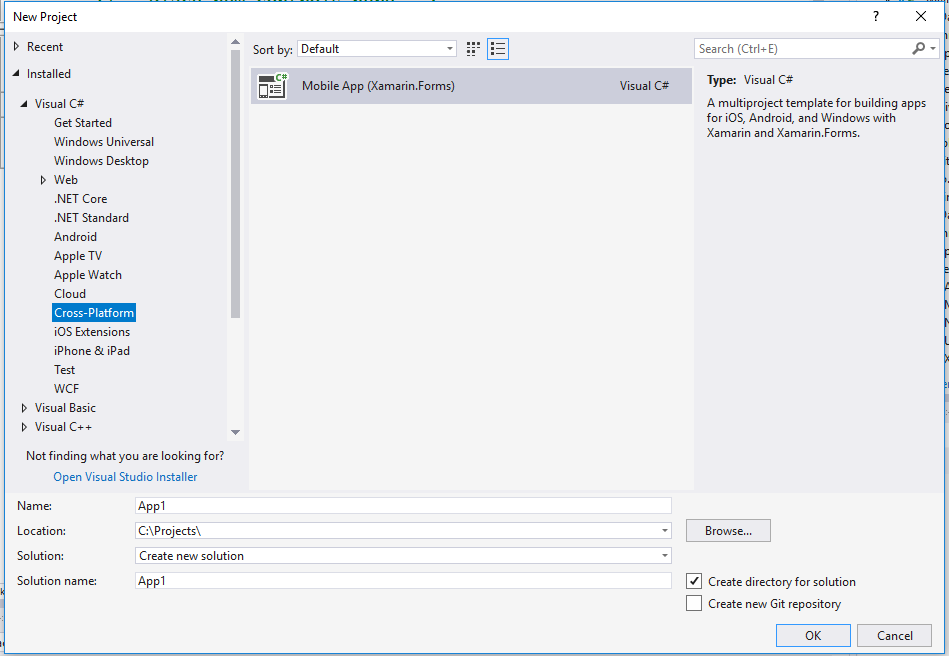 New Project
?
Recent
Installed
Visual C#
Get Started
Windows Universal
Windows Desktop
Web
.NET Core
.NET Standard
Android
Apple TV
Apple Watch
Cloud
Cross-Platform
iOS Extensions
iPhone & iPad
Test
WCF
Visual Basic
Visual C++
Not finding what you are looking for?
Open Visual Studio Installer
Sort by: Default
Mobile App (Xamarin.Forms) Visual C#
Search (Ctrl+E)
Type: Visual C#
A multiproject template for building apps
for iOS, Android, and Windows with
Xamarin and Xamarin.Forms.
Name: App1
Location: C:\Projects\ Browse...
Solution: Create new solution
Solution name: App1
Create directory for solution
Create new Git repository
OK Cancel